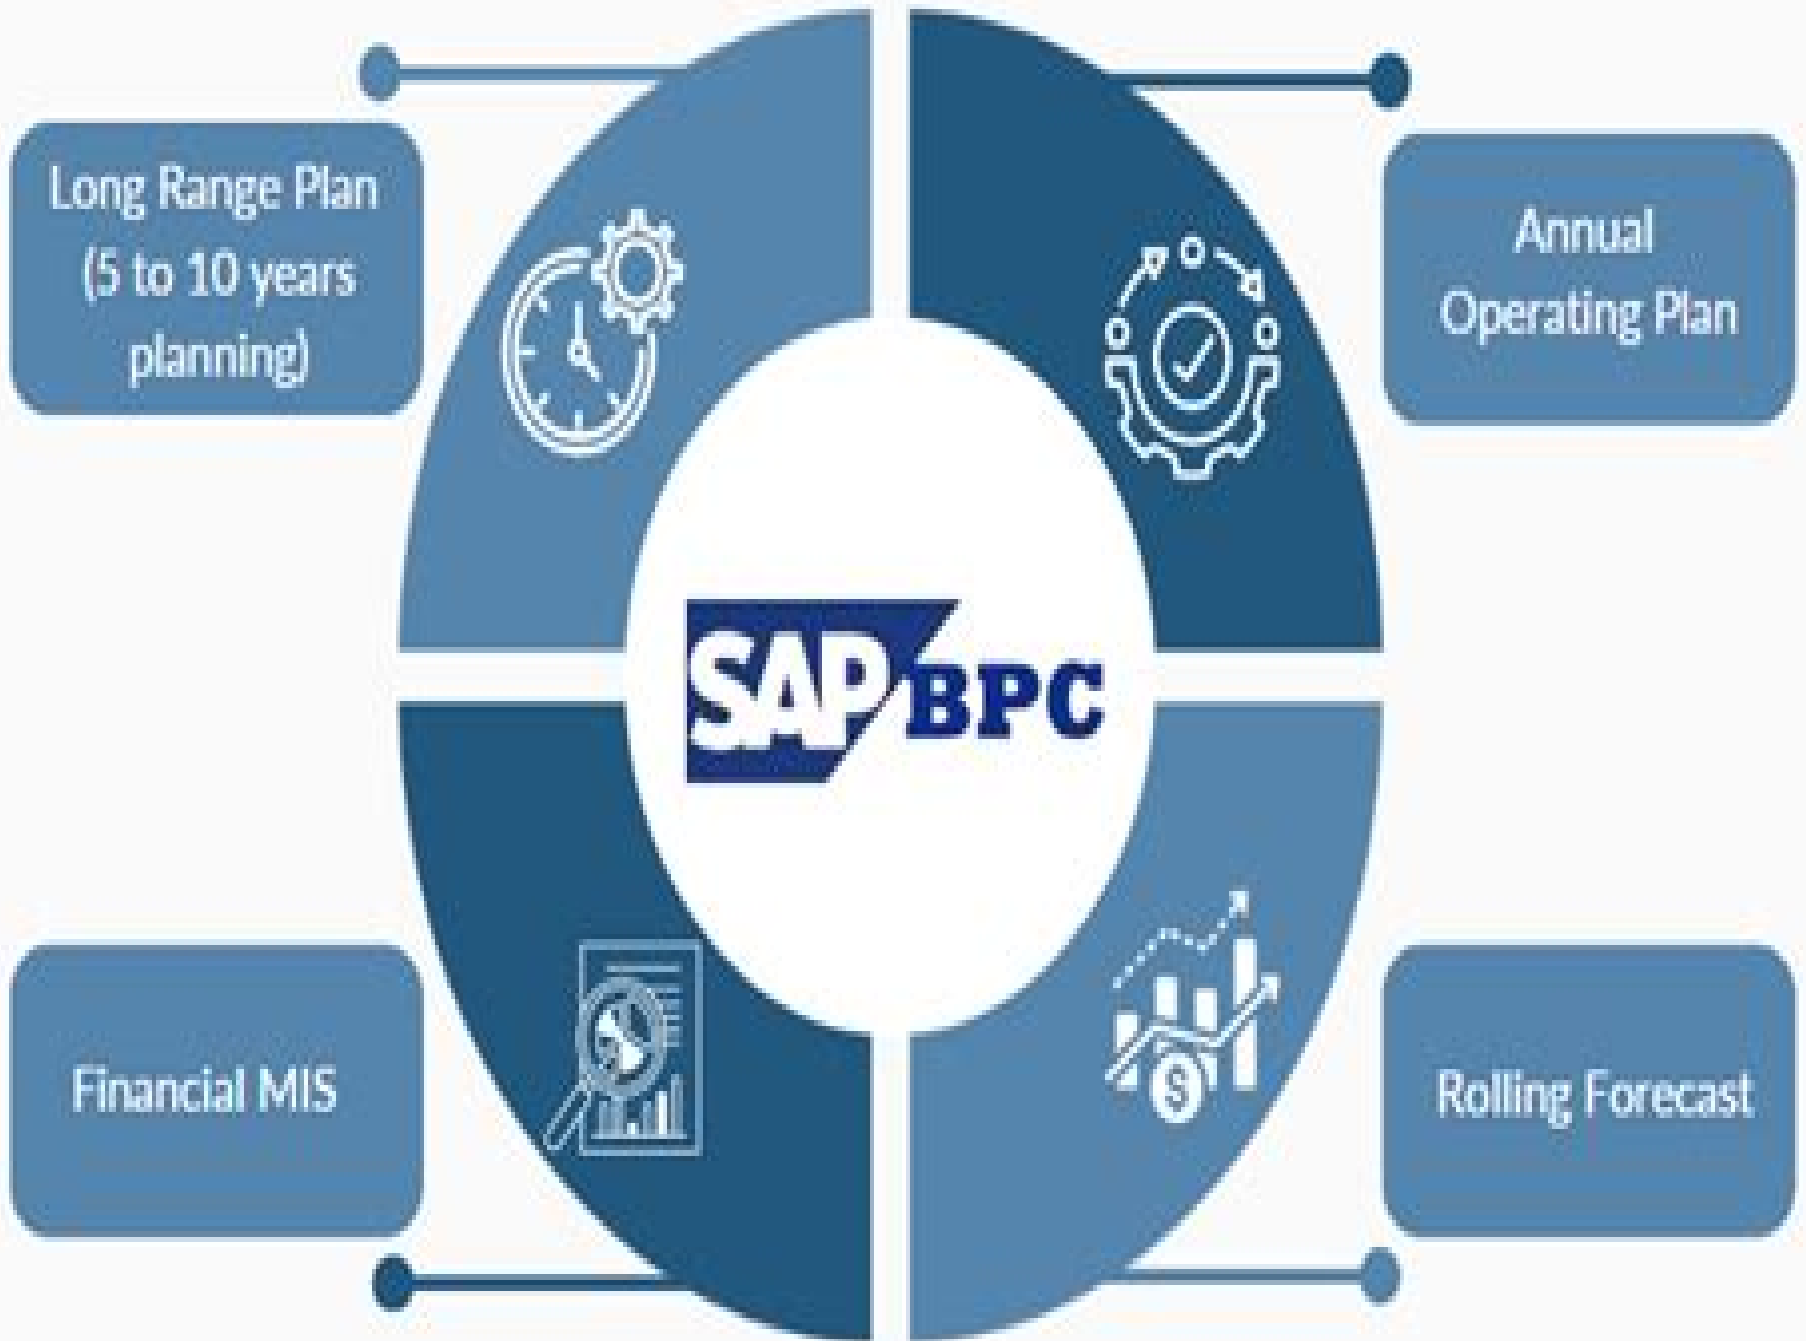 Long Range Plan
(5 to 10 years
planning)
Annual
Operating Plan
SAP BPC
Financial MIS
Rolling Forecast
$